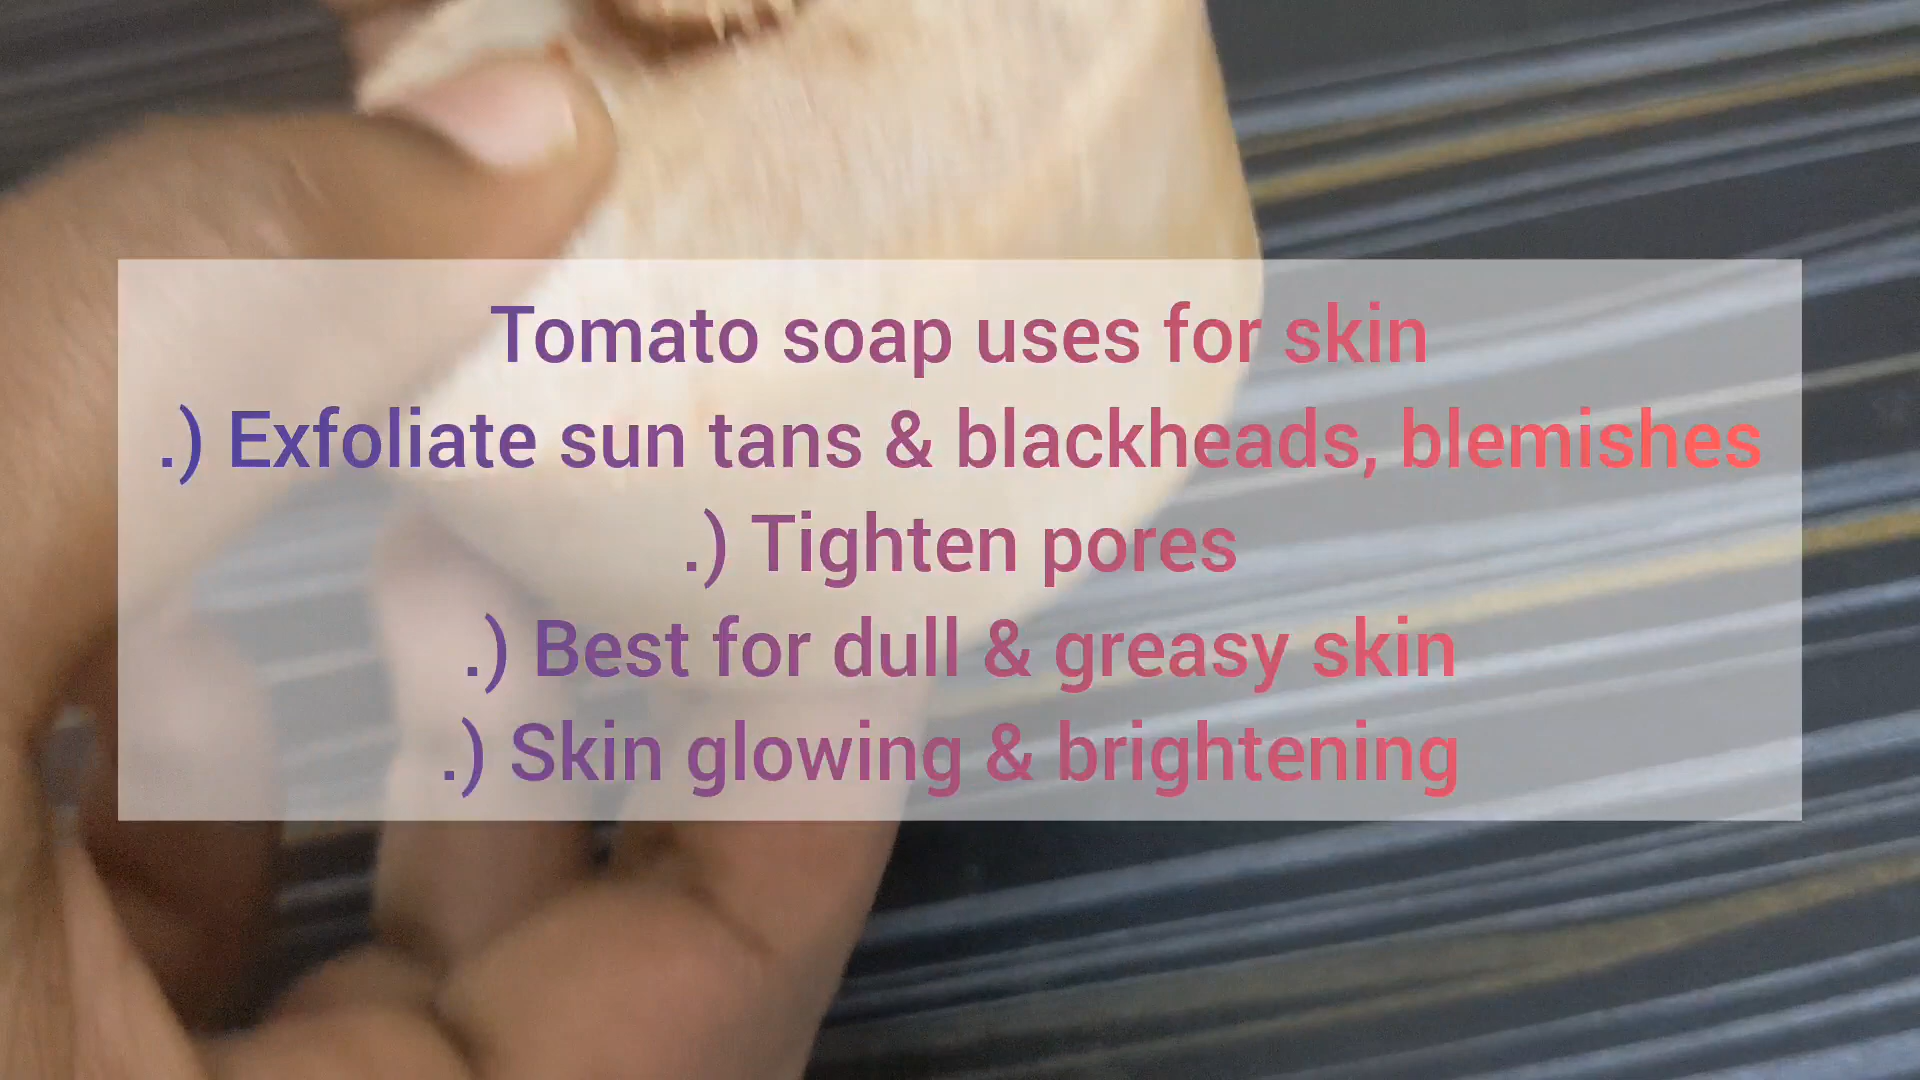 Tomato soap uses for skin
.) Exfoliate sun tans & blackheads, blemishes
.) Tighten pores
.) Best for dull & greasy skin
.) Skin glowing & brightening